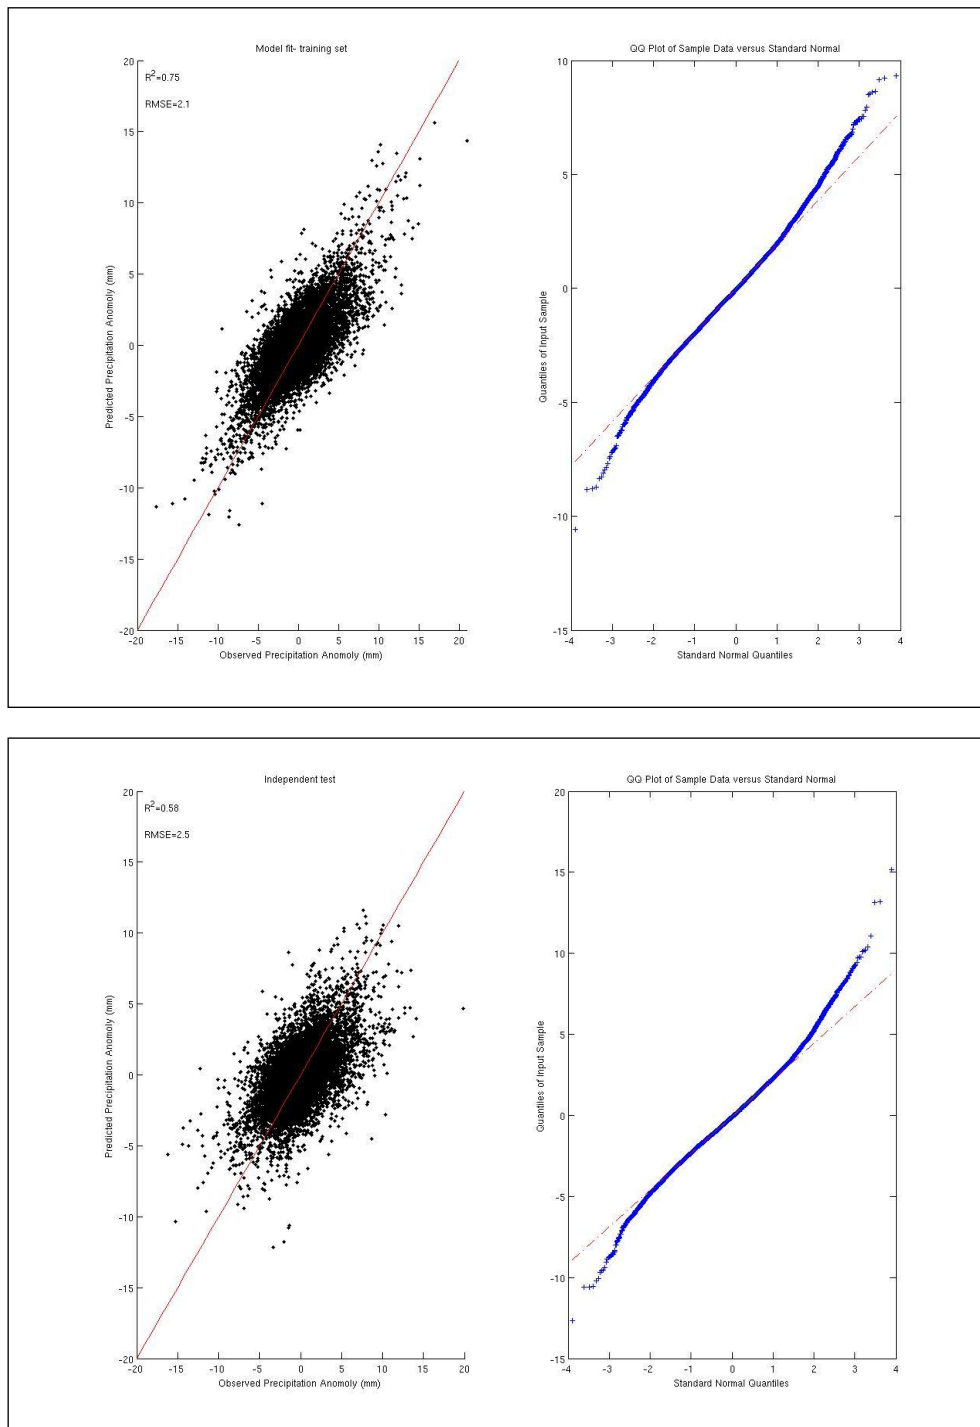 Model fit- training set
R2=0.75
RMSE=2.1
20
15
10
5
0
-5
-10
-15
-20
Predicted Precipitation Anomoly (mm)
-20 -15 -10 -5 0 5 10 15 20
Observed Precipitation Anomoly (mm)
QQ Plot of Sample Data versus Standard Normal
10
5
0
-5
-10
-15
Quantiles of Input Sample
-4 -3 -2 -1 0 1 2 3 4
Standard Normal Quantiles
Independent test
R2=0.58
RMSE=2.5
20
15
10
5
0
-5
-10
-15
-20
Predicted Precipitation Anomoly (mm)
-20 -15 -10 -5 0 5 10 15 20
Observed Precipitation Anomoly (mm)
QQ Plot of Sample Data versus Standard Normal
20
15
10
5
0
-5
-10
-15
Quantiles of Input Sample
-4 -3 -2 -1 0 1 2 3 4
Standard Normal Quantiles